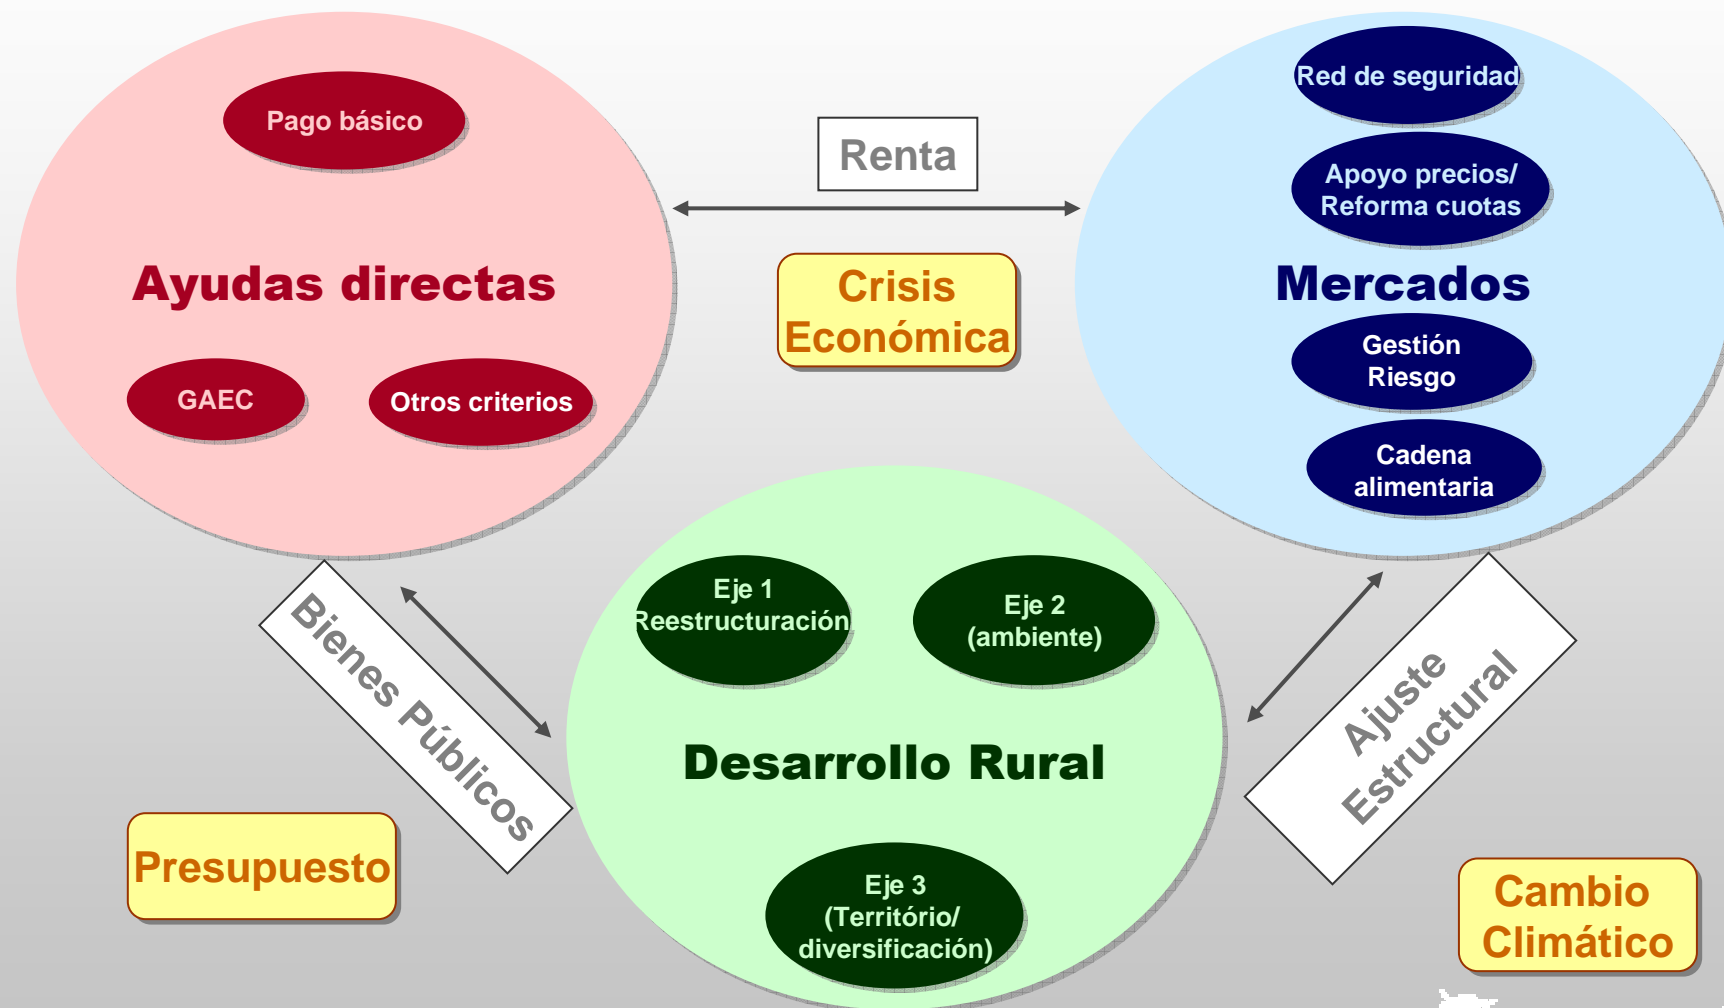 Pago básico
Ayudas directas
GAEC
Otros criterios
Renta
Crisis
Económica
Red de seguridad
Apoyo precios/
Reforma cuotas
Mercados
Gestión
Riesgo
Cadena
alimentaria
Bienes Públicos
Eje 1
Reestructuración
Eje 2
(ambiente)
Desarrollo Rural
Eje 3
(Território/
diversificación)
Ajuste
Estructural
Presupuesto
Cambio
Climático